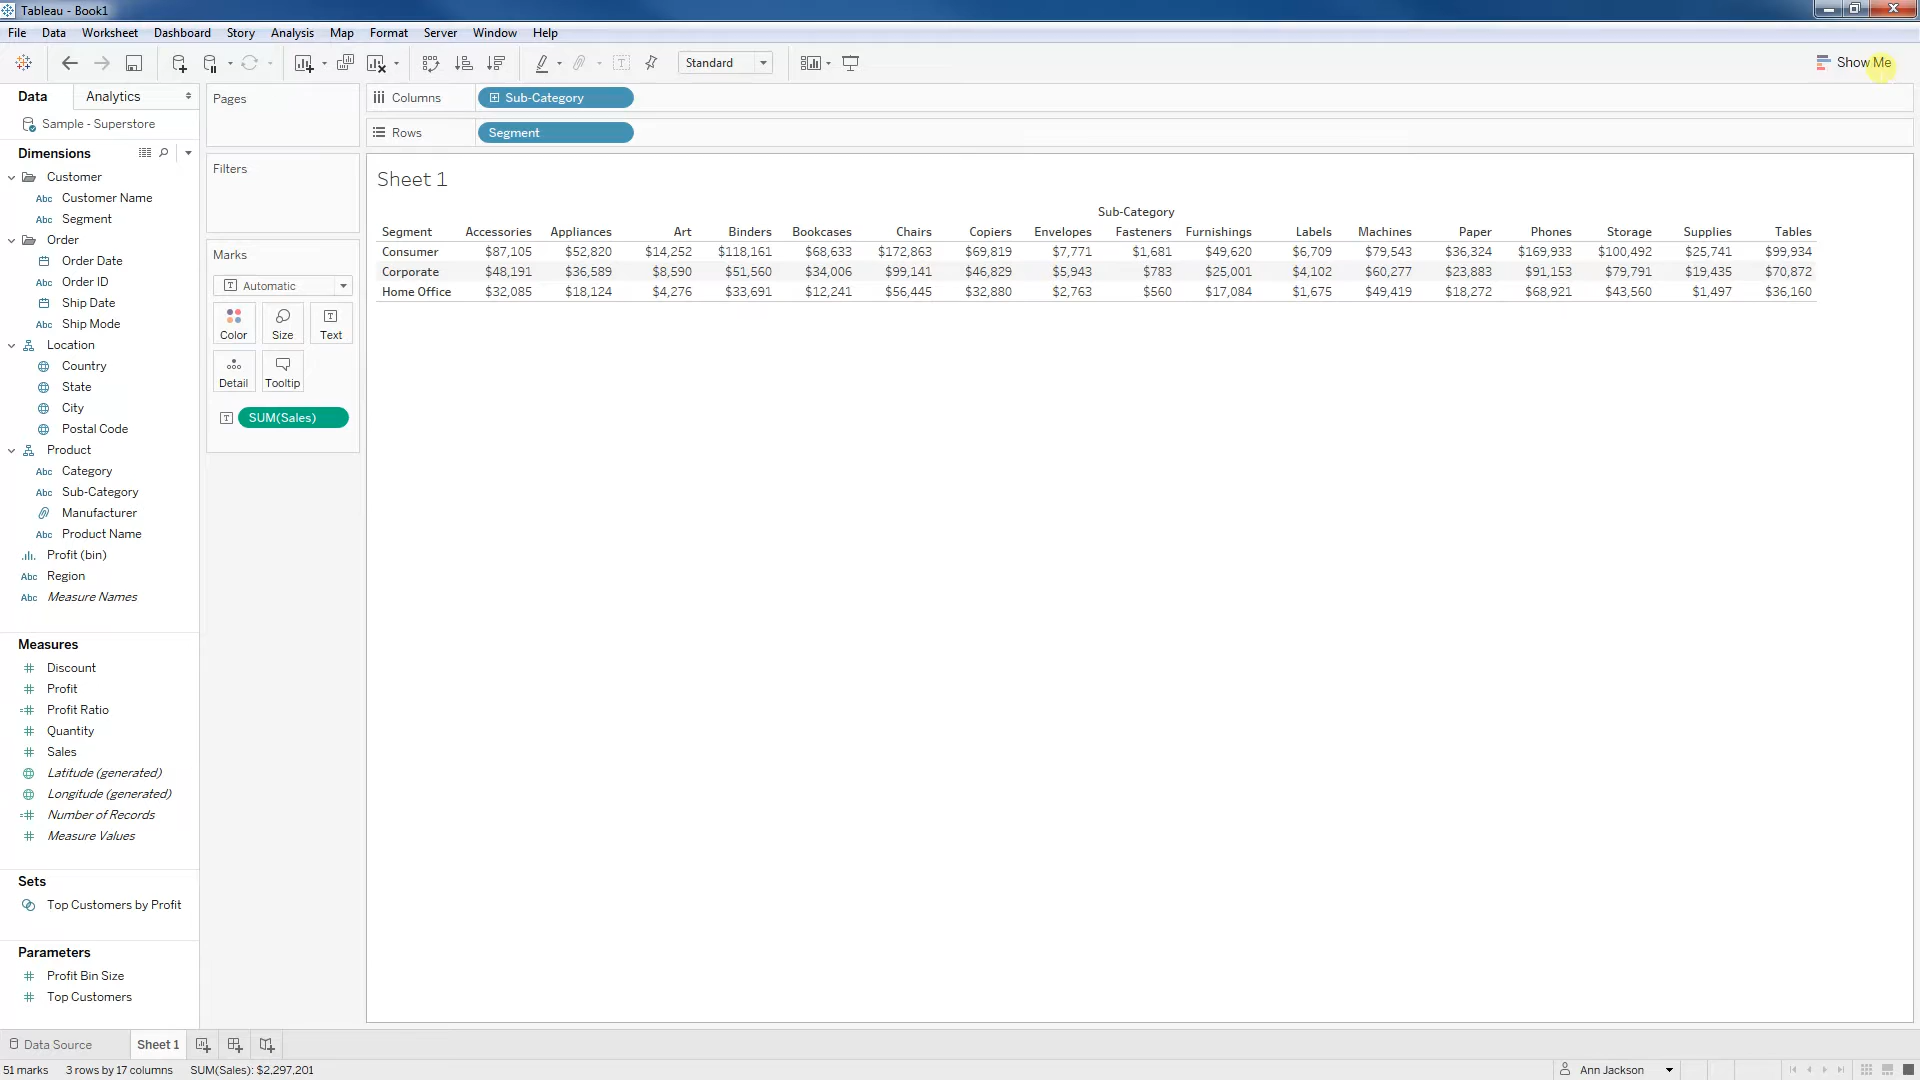 Tableau - Book1
File Data Worksheet Dashboard Story Analysis Map Format Server Window Help
Standard
Show Me
Data
Analytics
Sample - Superstore
Dimensions
Customer
Abc Customer Name
Abc Segment
Order
Order Date
Abc Order ID
Ship Date
Abc Ship Mode
Location
Country
State
City
Postal Code
Product
Abc Category
Abc Sub-Category
Manufacturer
Abc Product Name
Profit (bin)
Abc Region
Abc Measure Names
Measures
# Discount
# Profit
=# Profit Ratio
# Quantity
# Sales
Latitude (generated)
Longitude (generated)
=# Number of Records
# Measure Values
Sets
Top Customers by Profit
Parameters
# Profit Bin Size
# Top Customers
Pages
Filters
Marks
T Automatic
Color
Size
T Text
Detail
Tooltip
T SUM(Sales)
Columns
Sub-Category
Rows
Segment
Sheet 1
Sub-Category
Segment Accessories Appliances Art Binders Bookcases Chairs Copiers Envelopes Fasteners Furnishings Labels Machines Paper Phones Storage Supplies Tables
Consumer $87,105 $52,820 $14,252 $118,161 $68,633 $172,863 $69,819 $7,771 $1,681 $49,620 $6,709 $79,543 $36,324 $169,933 $100,492 $25,741 $99,934
Corporate $48,191 $36,589 $8,590 $51,560 $34,006 $99,141 $46,829 $5,943 $783 $25,001 $4,102 $60,277 $23,883 $91,153 $79,791 $19,435 $70,872
Home Office $32,085 $18,124 $4,276 $33,691 $12,241 $56,445 $32,880 $2,763 $560 $17,084 $1,675 $49,419 $18,272 $68,921 $43,560 $1,497 $36,160
Data Source
Sheet 1
51 marks 3 rows by 17 columns SUM(Sales): $2,297,201
Ann Jackson